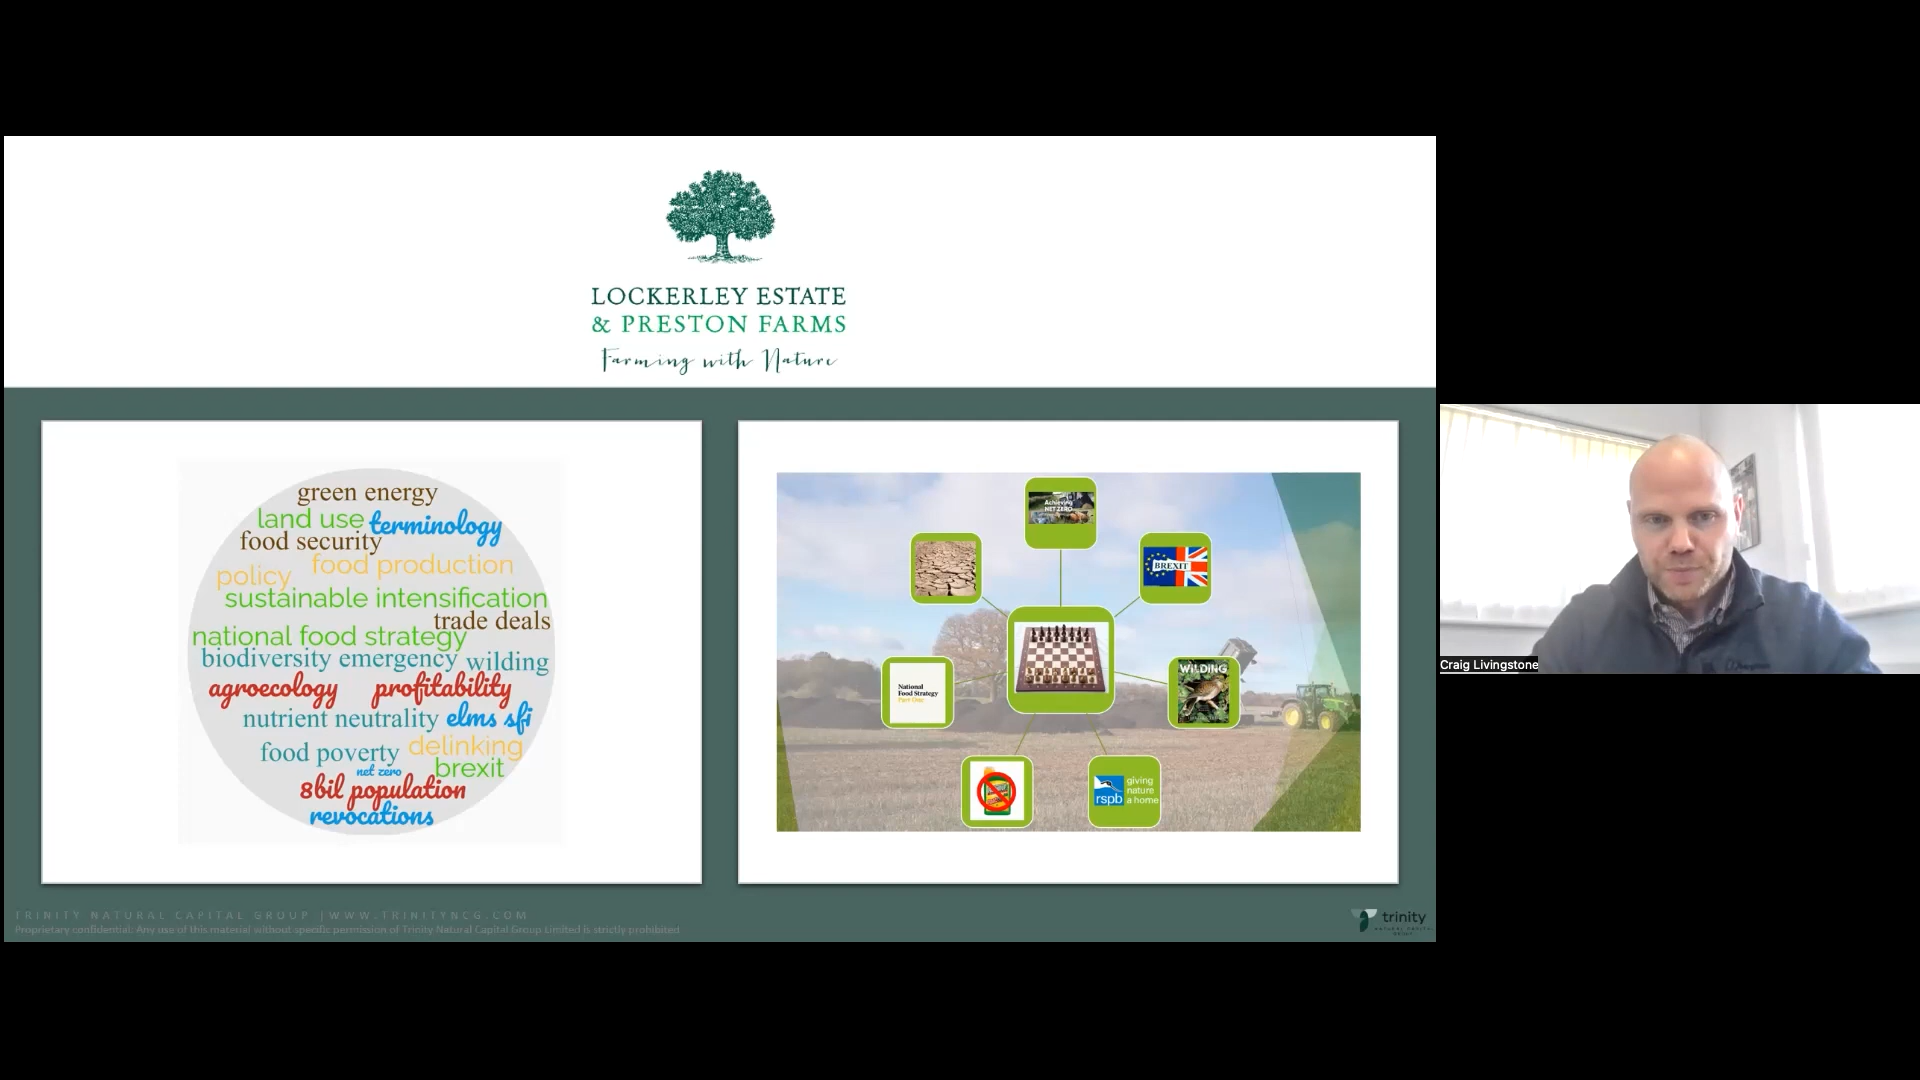 LOCKERLEY ESTATE
& PRESTON FARMS
Farming with Nature
green energy
land use terminology
food security
food production
policy
sustainable intensification
trade deals
national food strategy
biodiversity emergency wilding
agroecology profitability
nutrient neutrality elms sfi
food poverty delinking
net zero brexit
8bil population
revocations
Achieving
NET ZERO
BREXIT
National
Food Strategy
Part One
WILDING
rspb
giving
nature
a home
Craig Livingstone
TRINITY NATURAL CAPITAL GROUP | WWW.TRINITYNCG.COM
Proprietary confidential: Any use of this material without specific permission of Trinity Natural Capital Group Limited is strictly prohibited
trinity
NATURAL CAPITAL
GROUP